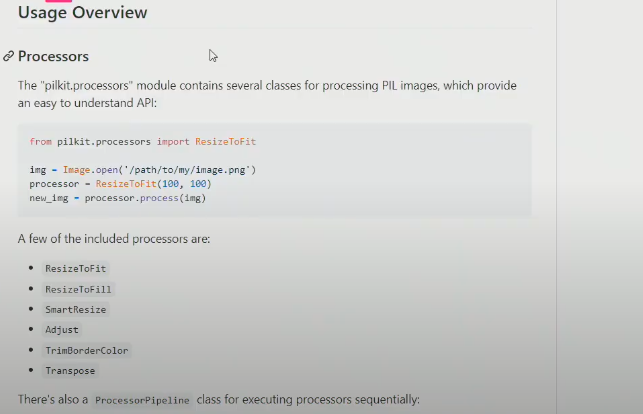 Usage Overview
Processors
The "pilkit.processors" module contains several classes for processing PIL images, which provide
an easy to understand API:
from pilkit.processors import ResizeToFit
img = Image.open('/path/to/my/image.png')
processor = ResizeToFit(100, 100)
new_img = processor.process(img)
A few of the included processors are:
• ResizeToFit
• ResizeToFill
• SmartResize
• Adjust
• TrimBorderColor
• Transpose
There's also a ProcessorPipeline class for executing processors sequentially: